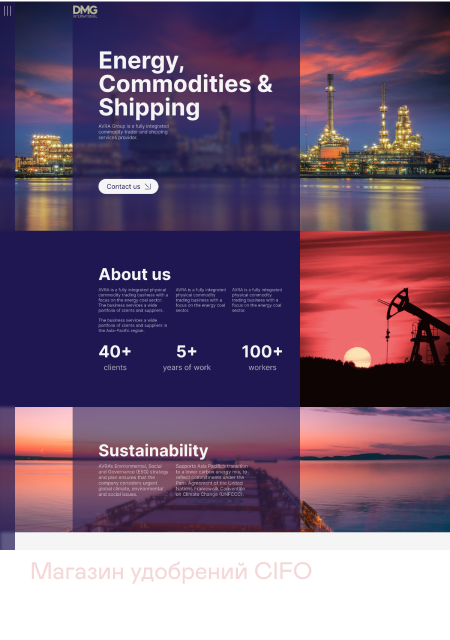 DMG
INTERNATIONAL
Energy,
Commodities &
Shipping
AVRA Group is a fully integrated
commodity trader and shipping
services provider.
Contact us
About us
AVRA is a fully integrated physical
commodity trading business with a
focus on the energy coal sector.
The business services a wide
portfolio of clients and suppliers.
The business services a wide
portfolio of clients and suppliers in
the Asia-Pacific region.
AVRA is a fully integrated physical
commodity trading business with a
focus on the energy coal
sector.
AVRA is a fully integrated physical
commodity trading business with a
focus on the energy coal
sector.
40+
clients
5+
years of work
100+
workers
Sustainability
AVRA's Environmental, Social
and Governance (ESG) strategy
and plan ensures that the
company considers urgent
global climate, environmental
and social issues.
Supports Asia Pacific transition
to a lower carbon energy mix, to
reflect commitments under the
Paris Agreement of the United
Nations Framework Convention
on Climate Change (UNFCCC).
Магазин удобрений CIFO